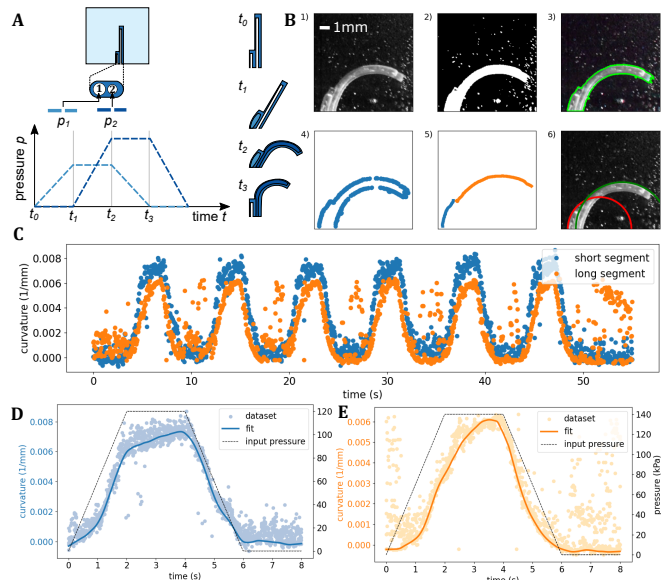 A
t0
t1
t2
t3
1
2
p1
p2
pressure p
t0
t1
t2
t3
time t
B
1)
1mm
2)
3)
4)
5)
6)
C
0.008
0.006
0.004
0.002
0.000
curvature (1/mm)
short segment
long segment
0
10
20
30
40
50
time (s)
D
0.008
0.006
0.004
0.002
0.000
curvature (1/mm)
dataset
fit
input pressure
120
100
80
60
40
20
0
0 1 2 3 4 5 6 7 8
time (s)
E
0.006
0.005
0.004
0.003
0.002
0.001
0.000
curvature (1/mm)
dataset
fit
input pressure
140
120
100
80
60
40
20
0
pressure (kPa)
0 1 2 3 4 5 6 7 8
time (s)